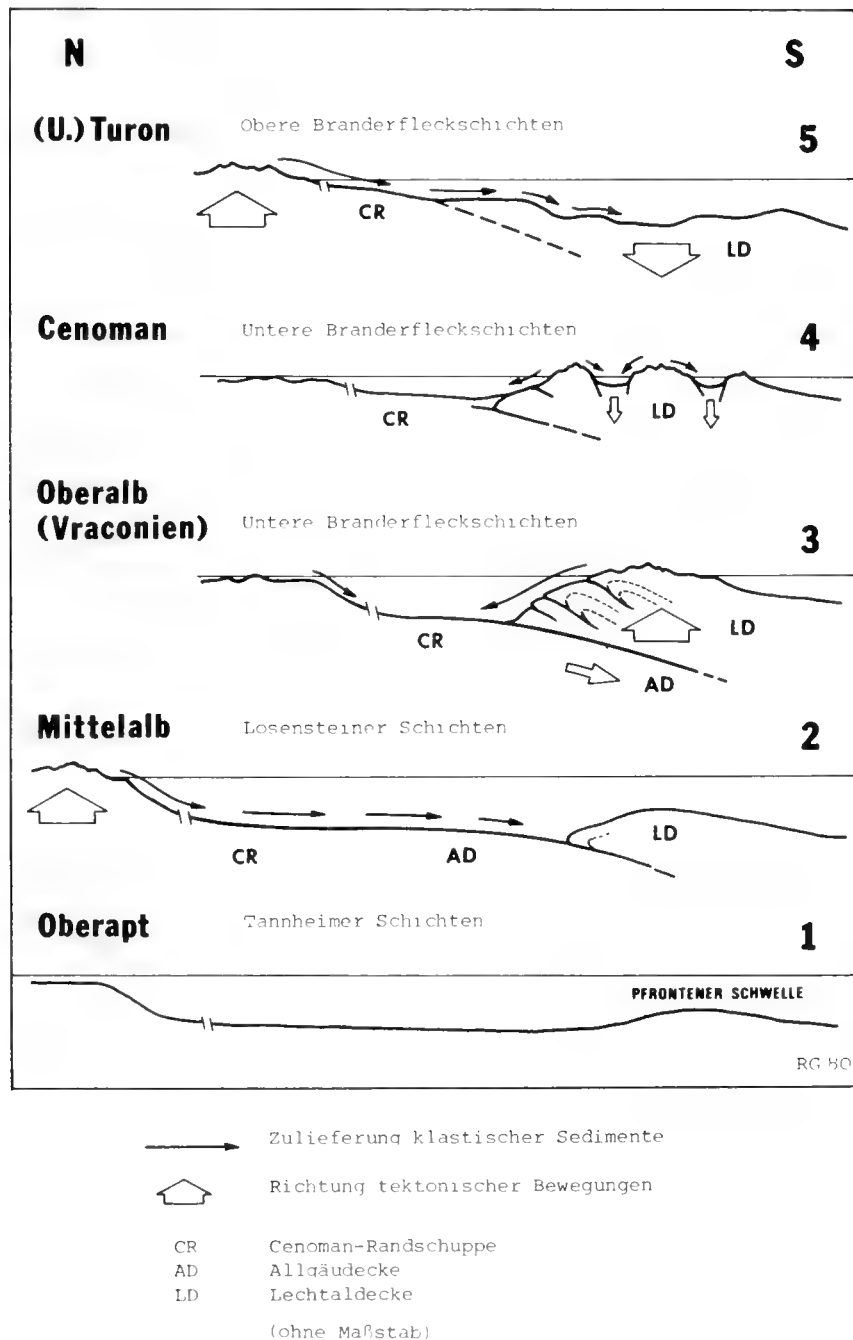 N S
(U.) Turon Obere Branderfleckschichten 5
CR
LD
Cenoman Untere Branderfleckschichten 4
CR LD
Oberalb
(Vraconien) Untere Branderfleckschichten 3
CR LD
AD
Mittelalb Losensteiner Schichten 2
LD
CR AD
Oberapt Tannheimer Schichten 1
PFRONTENER SCHWELLE
RG 80
Zulieferung klastischer Sedimente
Richtung tektonischer Bewegungen
CR Cenoman-Randschuppe
AD Allgäudecke
LD Lechtaldecke
(ohne Maßstab)